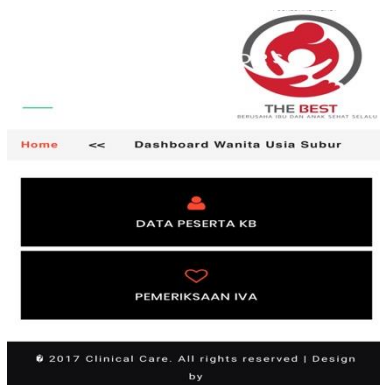 THE BEST
BERUSAHA IBU DAN ANAK SEHAT SELALU
Home << Dashboard Wanita Usia Subur
DATA PESERTA KB
PEMERIKSAAN IVA
� 2017 Clinical Care. All rights reserved | Design
by